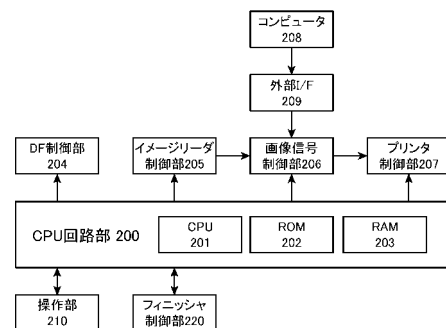 コンピュータ
208
外部I/F
209
DF制御部
204
イメージリーダ
制御部205
画像信号
制御部206
プリンタ
制御部207
CPU回路部 200
CPU
201
ROM
202
RAM
203
操作部
210
フィニッシャ
制御部220